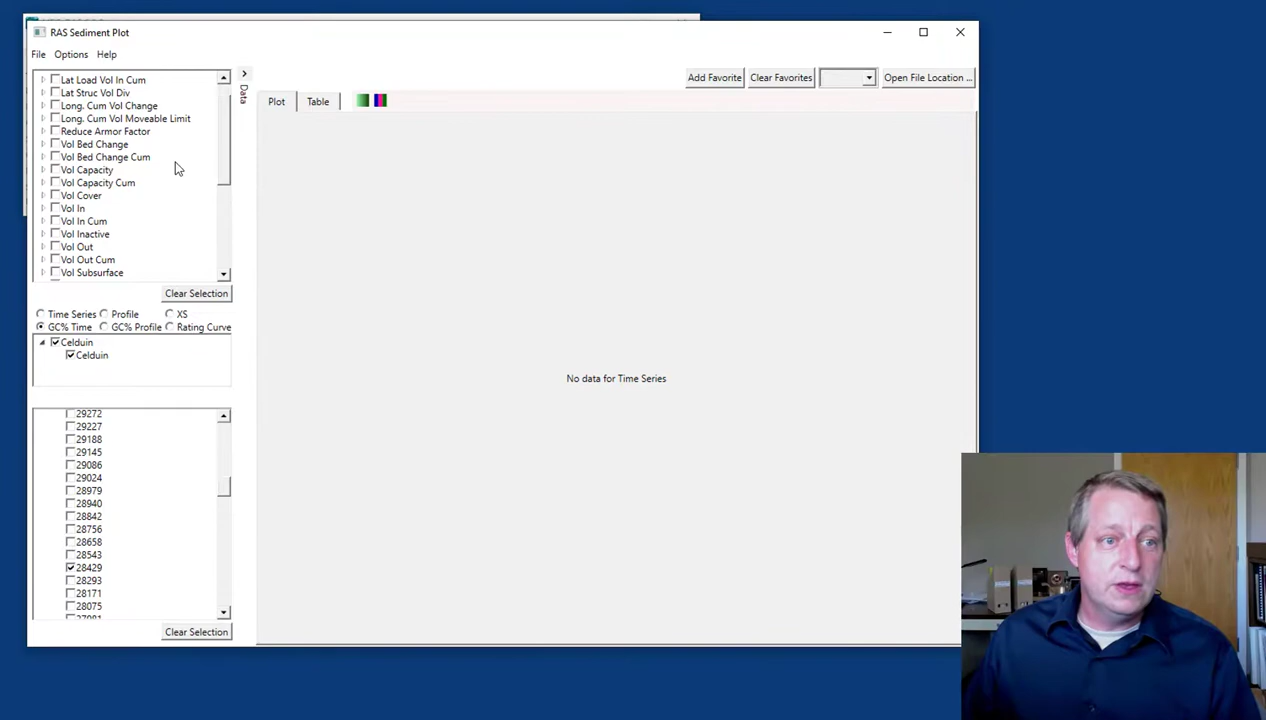 RAS Sediment Plot
File Options Help
Add Favorite Clear Favorites Open File Location ...
Data
Plot Table
Lat Load Vol In Cum
Lat Struc Vol Div
Long. Cum Vol Change
Long. Cum Vol Moveable Limit
Reduce Armor Factor
Vol Bed Change
Vol Bed Change Cum
Vol Capacity
Vol Capacity Cum
Vol Cover
Vol In
Vol In Cum
Vol Inactive
Vol Out
Vol Out Cum
Vol Subsurface
Clear Selection
Time Series Profile XS
GC% Time GC% Profile Rating Curve
Celduin
Celduin
No data for Time Series
29272
29227
29188
29145
29086
29024
28979
28940
28842
28756
28658
28543
28429
28293
28171
28075
Clear Selection